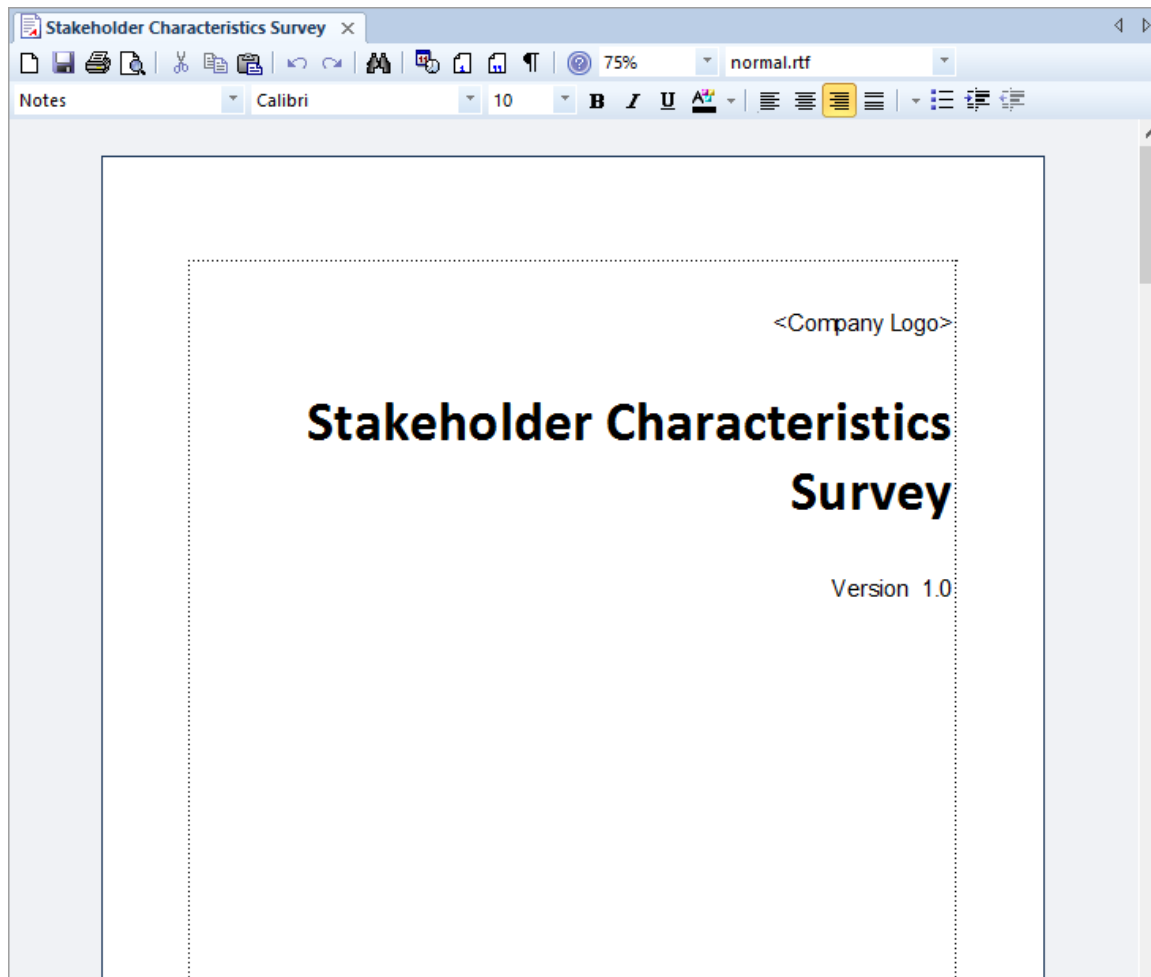 Stakeholder Characteristics Survey
75%
normal.rtf
Notes
Calibri
10
B I U
<Company Logo>
Stakeholder Characteristics
Survey
Version 1.0